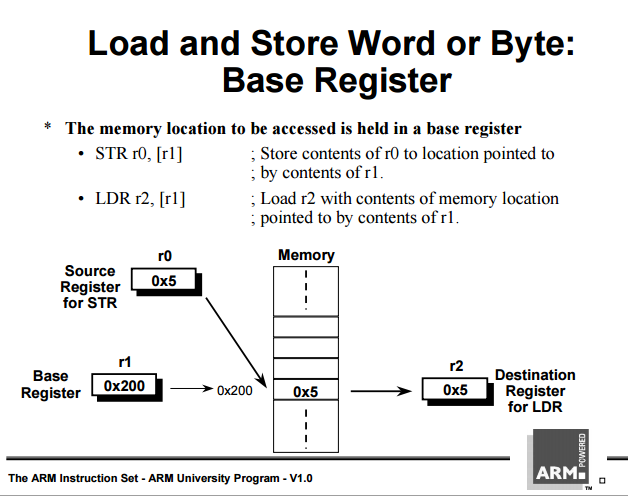 Load and Store Word or Byte:
Base Register
* The memory location to be accessed is held in a base register
• STR r0, [r1] ; Store contents of r0 to location pointed to
; by contents of r1.
• LDR r2, [r1] ; Load r2 with contents of memory location
; pointed to by contents of r1.
r0
Memory
Source
Register
for STR
0x5
r1
Base
Register
0x200
0x200
0x5
r2
0x5
Destination
Register
for LDR
The ARM Instruction Set - ARM University Program - V1.0
ARM POWERED
TM